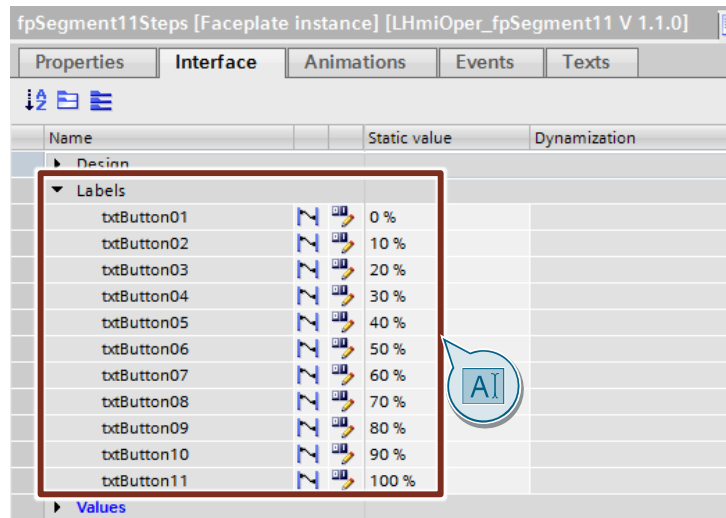 fpSegment11Steps [Faceplate instance] [LHmiOper_fpSegment11 V 1.1.0]
Properties Interface Animations Events Texts
Name Static value Dynamization
Design
Labels
txtButton01 0 %
txtButton02 10 %
txtButton03 20 %
txtButton04 30 %
txtButton05 40 %
txtButton06 50 %
txtButton07 60 %
txtButton08 70 %
txtButton09 80 %
txtButton10 90 %
txtButton11 100 %
Values
A